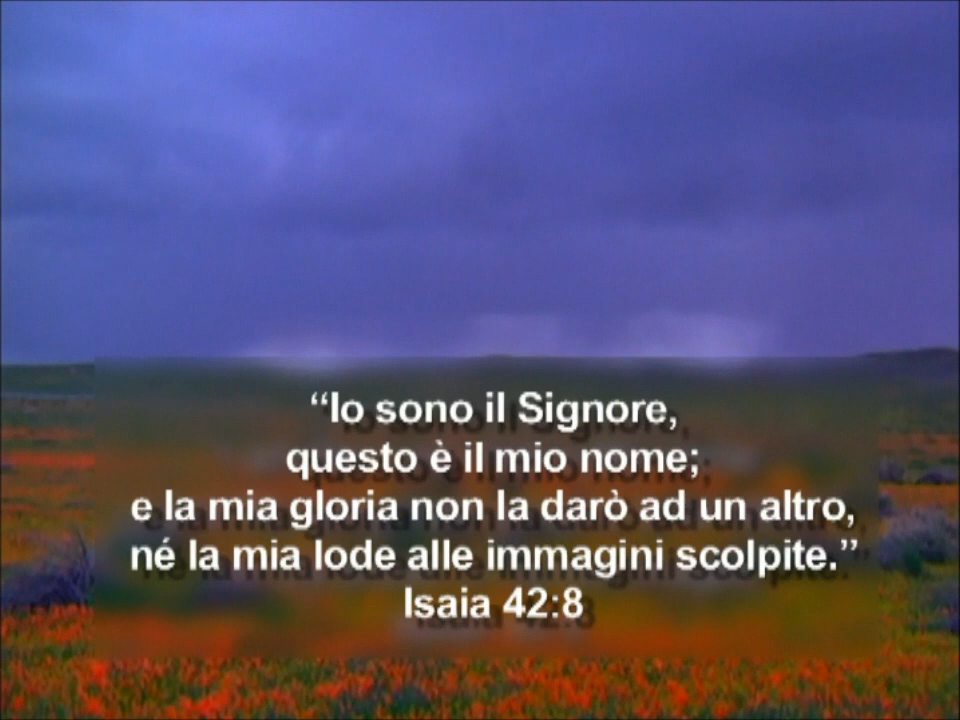 “Io sono il Signore,
questo è il mio nome;
e la mia gloria non la darò ad un altro,
né la mia lode alle immagini scolpite.”
Isaia 42:8